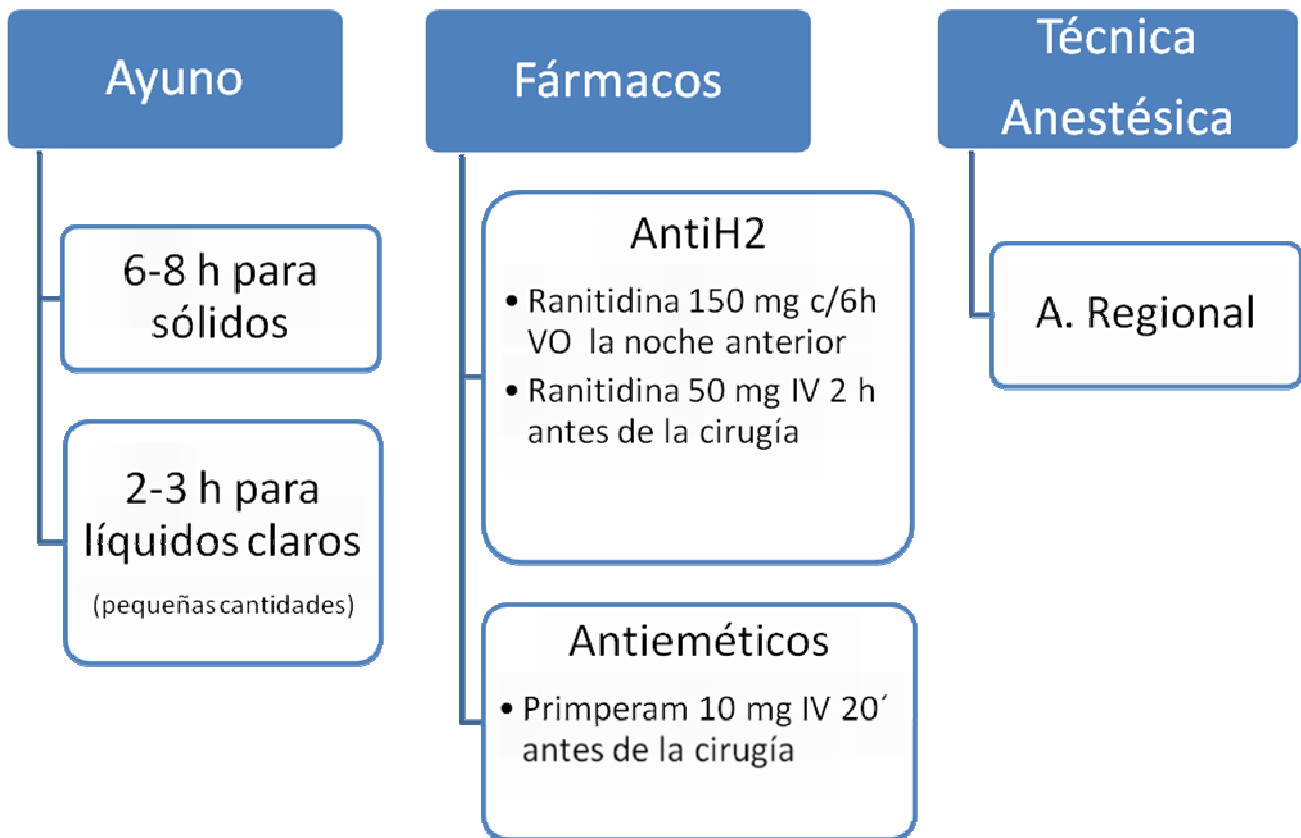 Ayuno
6-8 h para
sólidos
2-3 h para
líquidos claros
(pequeñas cantidades)
Fármacos
AntiH2
• Ranitidina 150 mg c/6h
VO la noche anterior
• Ranitidina 50 mg IV 2 h
antes de la cirugía
Antieméticos
• Primperam 10 mg IV 20´
antes de la cirugía
Técnica
Anestésica
A. Regional